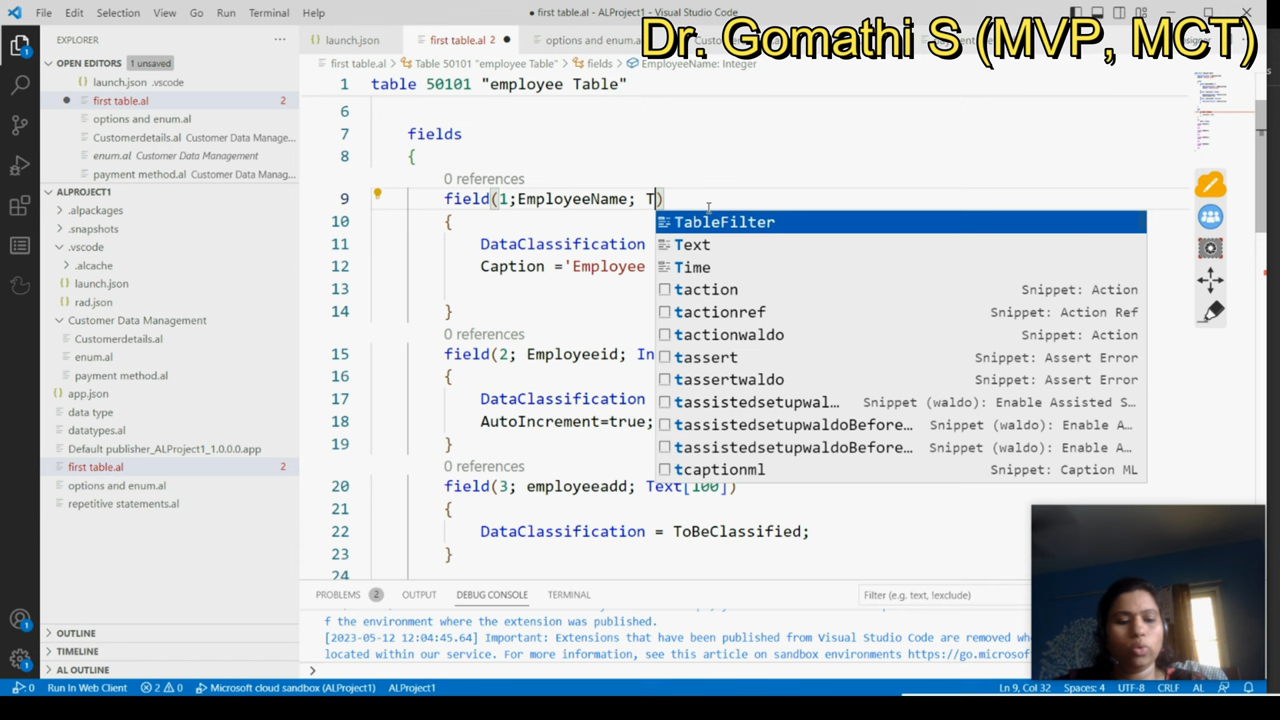 File Edit Selection View Go Run Terminal Help
● first table.al - ALProject1 - Visual Studio Code
Dr. Gomathi S (MVP, MCT)
EXPLORER
OPEN EDITORS 1 unsaved
launch.json .vscode
first table.al 2
options and enum.al
Customerdetails.al Customer Data Manage...
enum.al Customer Data Management
payment method.al Customer Data Manage...
ALPROJECT1
.alpackages
.snapshots
.vscode
.alcache
launch.json
rad.json
Customer Data Management
Customerdetails.al
enum.al
payment method.al
app.json
data type
datatypes.al
Default publisher_ALProject1_1.0.0.0.app
first table.al 2
options and enum.al
repetitive statements.al
OUTLINE
TIMELINE
AL OUTLINE
launch.json
first table.al 2 ●
options and enum.
first table.al > Table 50101 "employee Table" > fields > EmployeeName: Integer
1 table 50101 "employee Table"
6
7 fields
8 {
0 references
9 field(1;EmployeeName; T)
10 {
11 DataClassification
12 Caption ='Employee
13
14 }
0 references
15 field(2; Employeeid; In
16 {
17 DataClassification
18 AutoIncrement=true;
19 }
0 references
20 field(3; employeeadd; Text[100])
21 {
22 DataClassification = ToBeClassified;
23 }
24
TableFilter
Text
Time
taction Snippet: Action
tactionref Snippet: Action Ref
tactionwaldo Snippet: Action
tassert Snippet: Assert Error
tassertwaldo Snippet: Assert Error
tassistedsetupwal... Snippet (waldo): Enable Assisted S...
tassistedsetupwaldoBefore... Snippet (waldo): Enable A...
tassistedsetupwaldoBefore... Snippet (waldo): Enable A...
tcaptionml Snippet: Caption ML
PROBLEMS 2 OUTPUT DEBUG CONSOLE TERMINAL
Filter (e.g. text, !exclude)
f the environment where the extension was published.
[2023-05-12 12:04:45.64] Important: Extensions that have been published from Visual Studio Code are removed whe
located within our service. For more information, see this article on sandbox environments https://go.microsof
0 Run In Web Client 2 0 Microsoft cloud sandbox (ALProject1) ALProject1
Ln 9, Col 32 Spaces: 4 UTF-8 CRLF AL